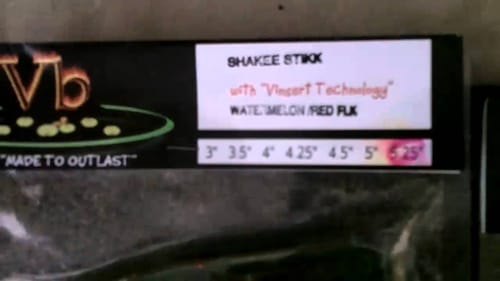 Vb
"MADE TO OUTLAST"
SHAKEE STIKK
with "Vinsert Technology"
WATERMELON /RED FLK
3" 3.5" 4" 4.25" 4.5" 5" 5.25"